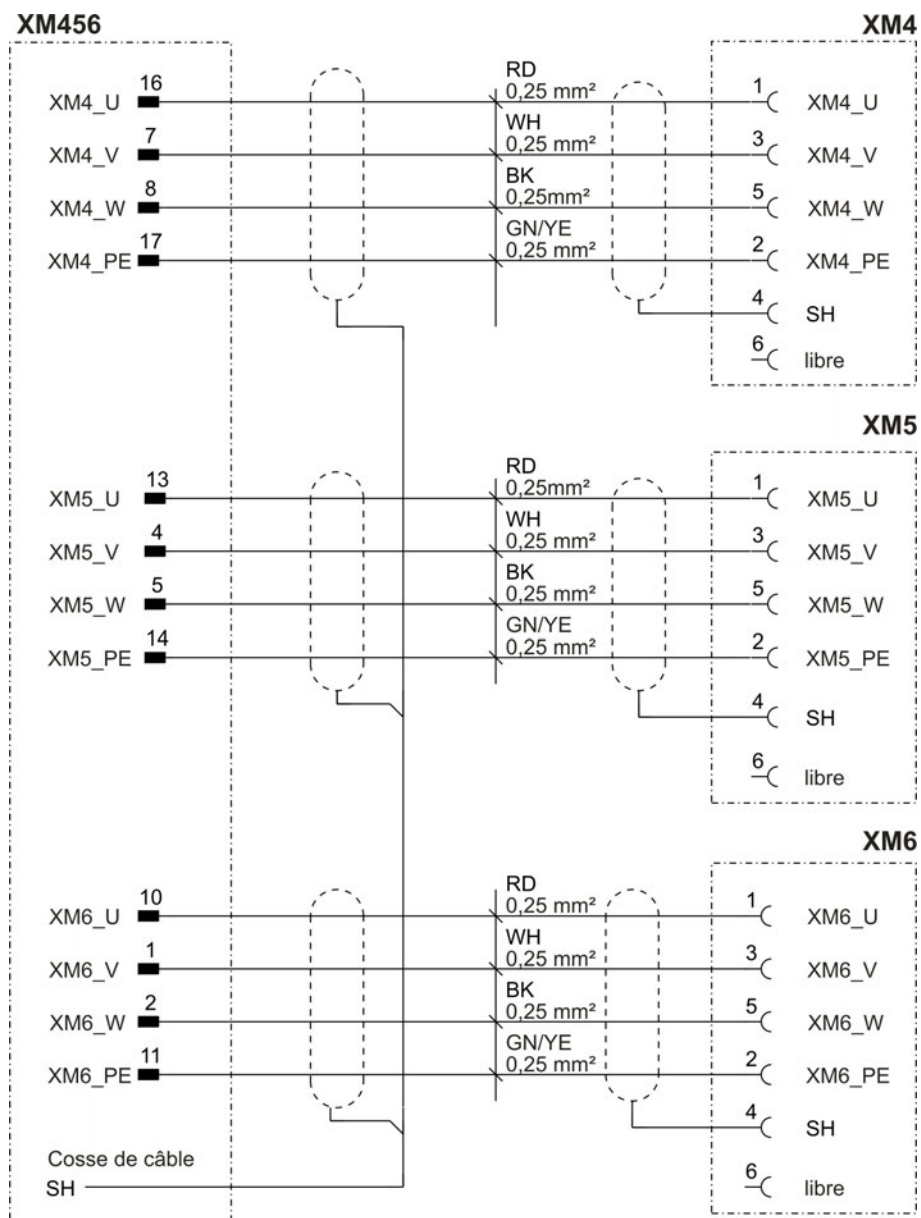 XM456
XM4
XM4_U 16 RD 0,25 mm² 1 XM4_U
XM4_V 7 WH 0,25 mm² 3 XM4_V
XM4_W 8 BK 0,25mm² 5 XM4_W
XM4_PE 17 GN/YE 0,25 mm² 2 XM4_PE
4 SH
6 libre
XM5
XM5_U 13 RD 0,25mm² 1 XM5_U
XM5_V 4 WH 0,25 mm² 3 XM5_V
XM5_W 5 BK 0,25 mm² 5 XM5_W
XM5_PE 14 GN/YE 0,25 mm² 2 XM5_PE
4 SH
6 libre
XM6
XM6_U 10 RD 0,25 mm² 1 XM6_U
XM6_V 1 WH 0,25 mm² 3 XM6_V
XM6_W 2 BK 0,25 mm² 5 XM6_W
XM6_PE 11 GN/YE 0,25 mm² 2 XM6_PE
4 SH
Cosse de câble
SH
6 libre